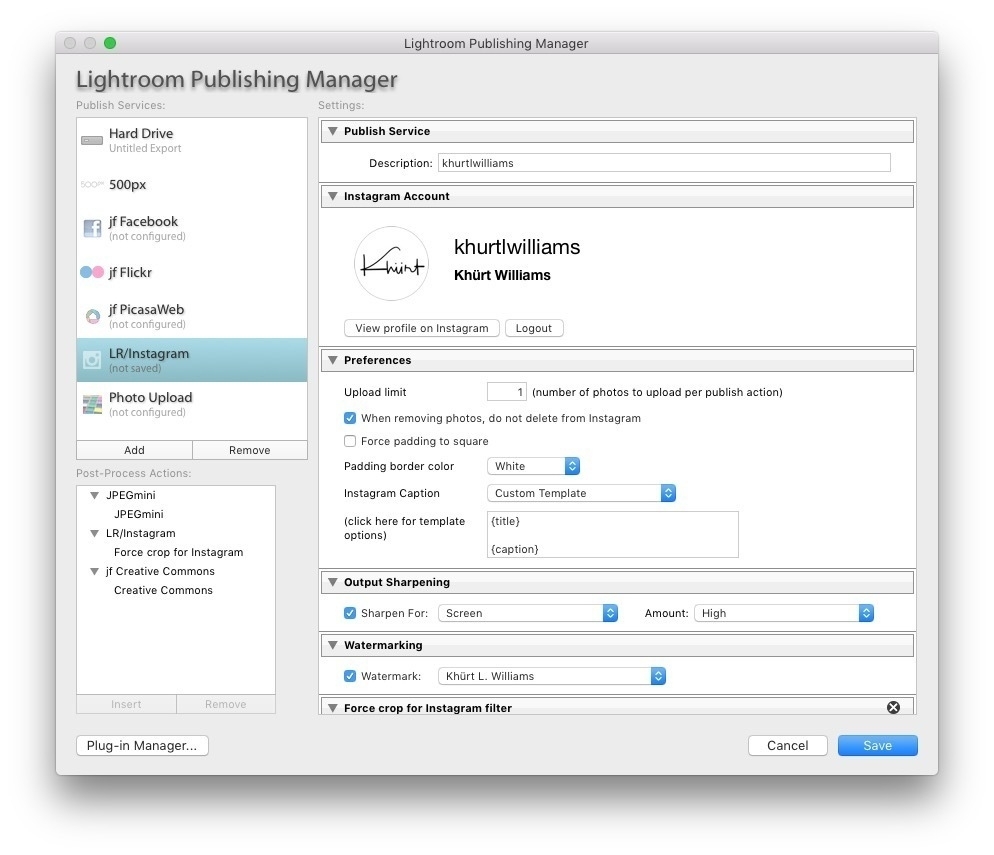 Lightroom Publishing Manager
Lightroom Publishing Manager
Publish Services:
Hard Drive
Untitled Export
500px 500px
jf Facebook
(not configured)
jf Flickr
jf PicasaWeb
(not configured)
LR/Instagram
(not saved)
Photo Upload
(not configured)
Add Remove
Post-Process Actions:
JPEGmini
JPEGmini
LR/Instagram
Force crop for Instagram
jf Creative Commons
Creative Commons
Insert Remove
Settings:
Publish Service
Description: khurtlwilliams
Instagram Account
Khürt
khurtlwilliams
Khürt Williams
View profile on Instagram Logout
Preferences
Upload limit 1 (number of photos to upload per publish action)
When removing photos, do not delete from Instagram
Force padding to square
Padding border color White
Instagram Caption Custom Template
(click here for template
options)
{title}
{caption}
Output Sharpening
Sharpen For: Screen Amount: High
Watermarking
Watermark: Khürt L. Williams
Force crop for Instagram filter
Plug-in Manager... Cancel Save